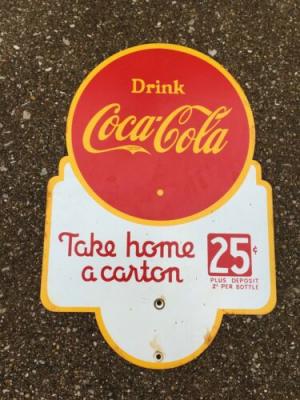 Drink
Coca-Cola
Take home
a carton
25¢
PLUS DEPOSIT
2¢ PER BOTTLE